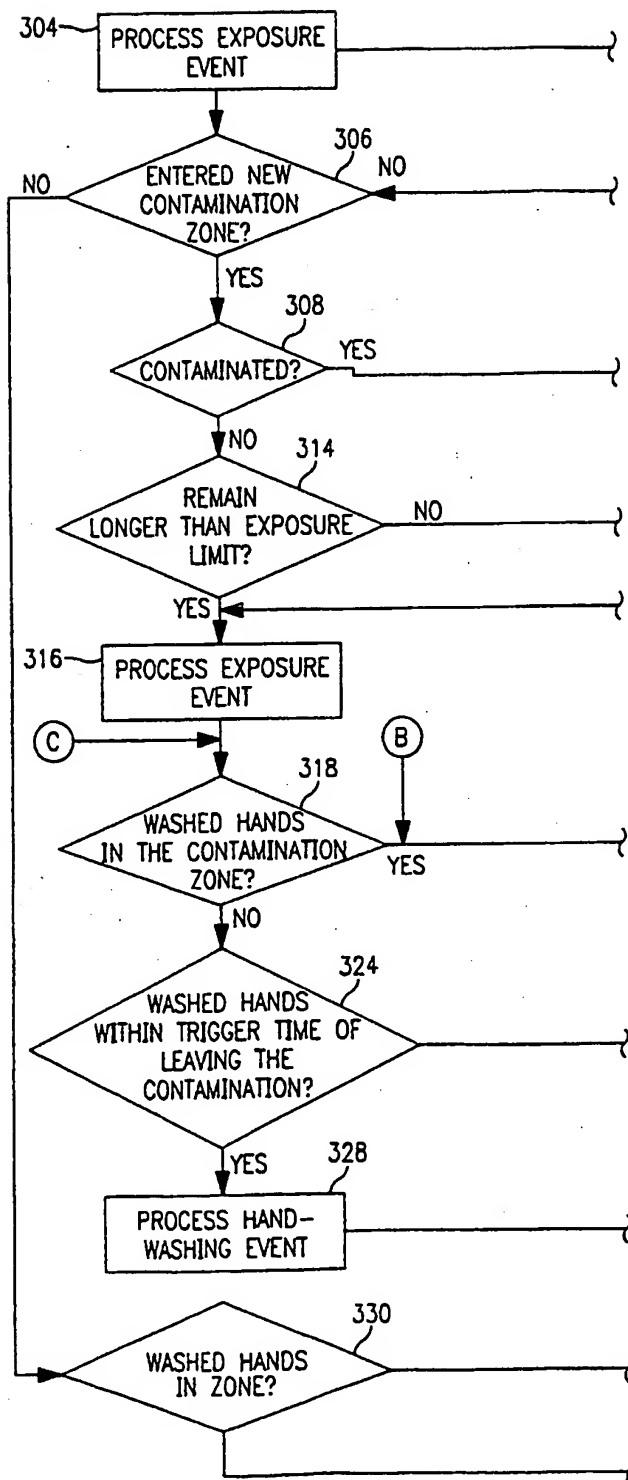 304
PROCESS EXPOSURE
EVENT
306
NO
NO
ENTERED NEW
CONTAMINATION
ZONE?
YES
308
YES
CONTAMINATED?
NO
314
REMAIN
LONGER THAN EXPOSURE
LIMIT?
NO
YES
316
PROCESS EXPOSURE
EVENT
C
B
318
WASHED HANDS
IN THE CONTAMINATION
ZONE?
YES
NO
324
WASHED HANDS
WITHIN TRIGGER TIME OF
LEAVING THE
CONTAMINATION?
YES
328
PROCESS HAND-
WASHING EVENT
330
WASHED HANDS
IN ZONE?